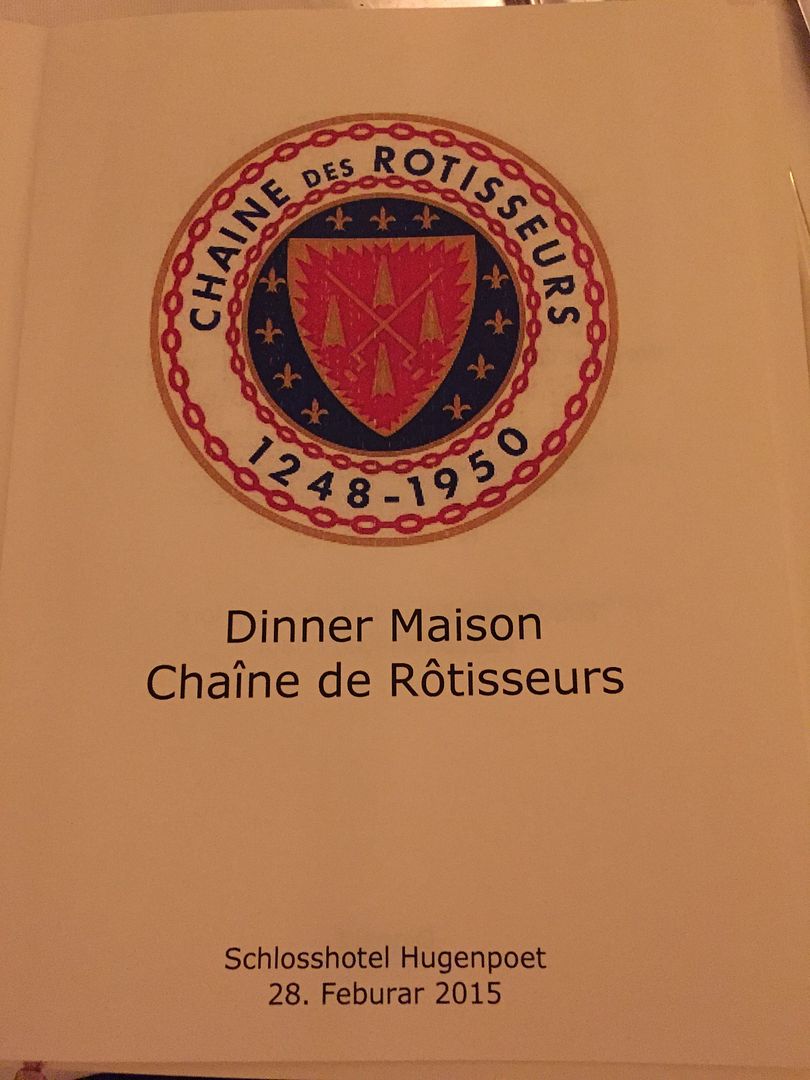 CHAINE DES ROTISSEURS
1248-1950
Dinner Maison
Chaîne de Rôtisseurs
Schlosshotel Hugenpoet
28. Feburar 2015